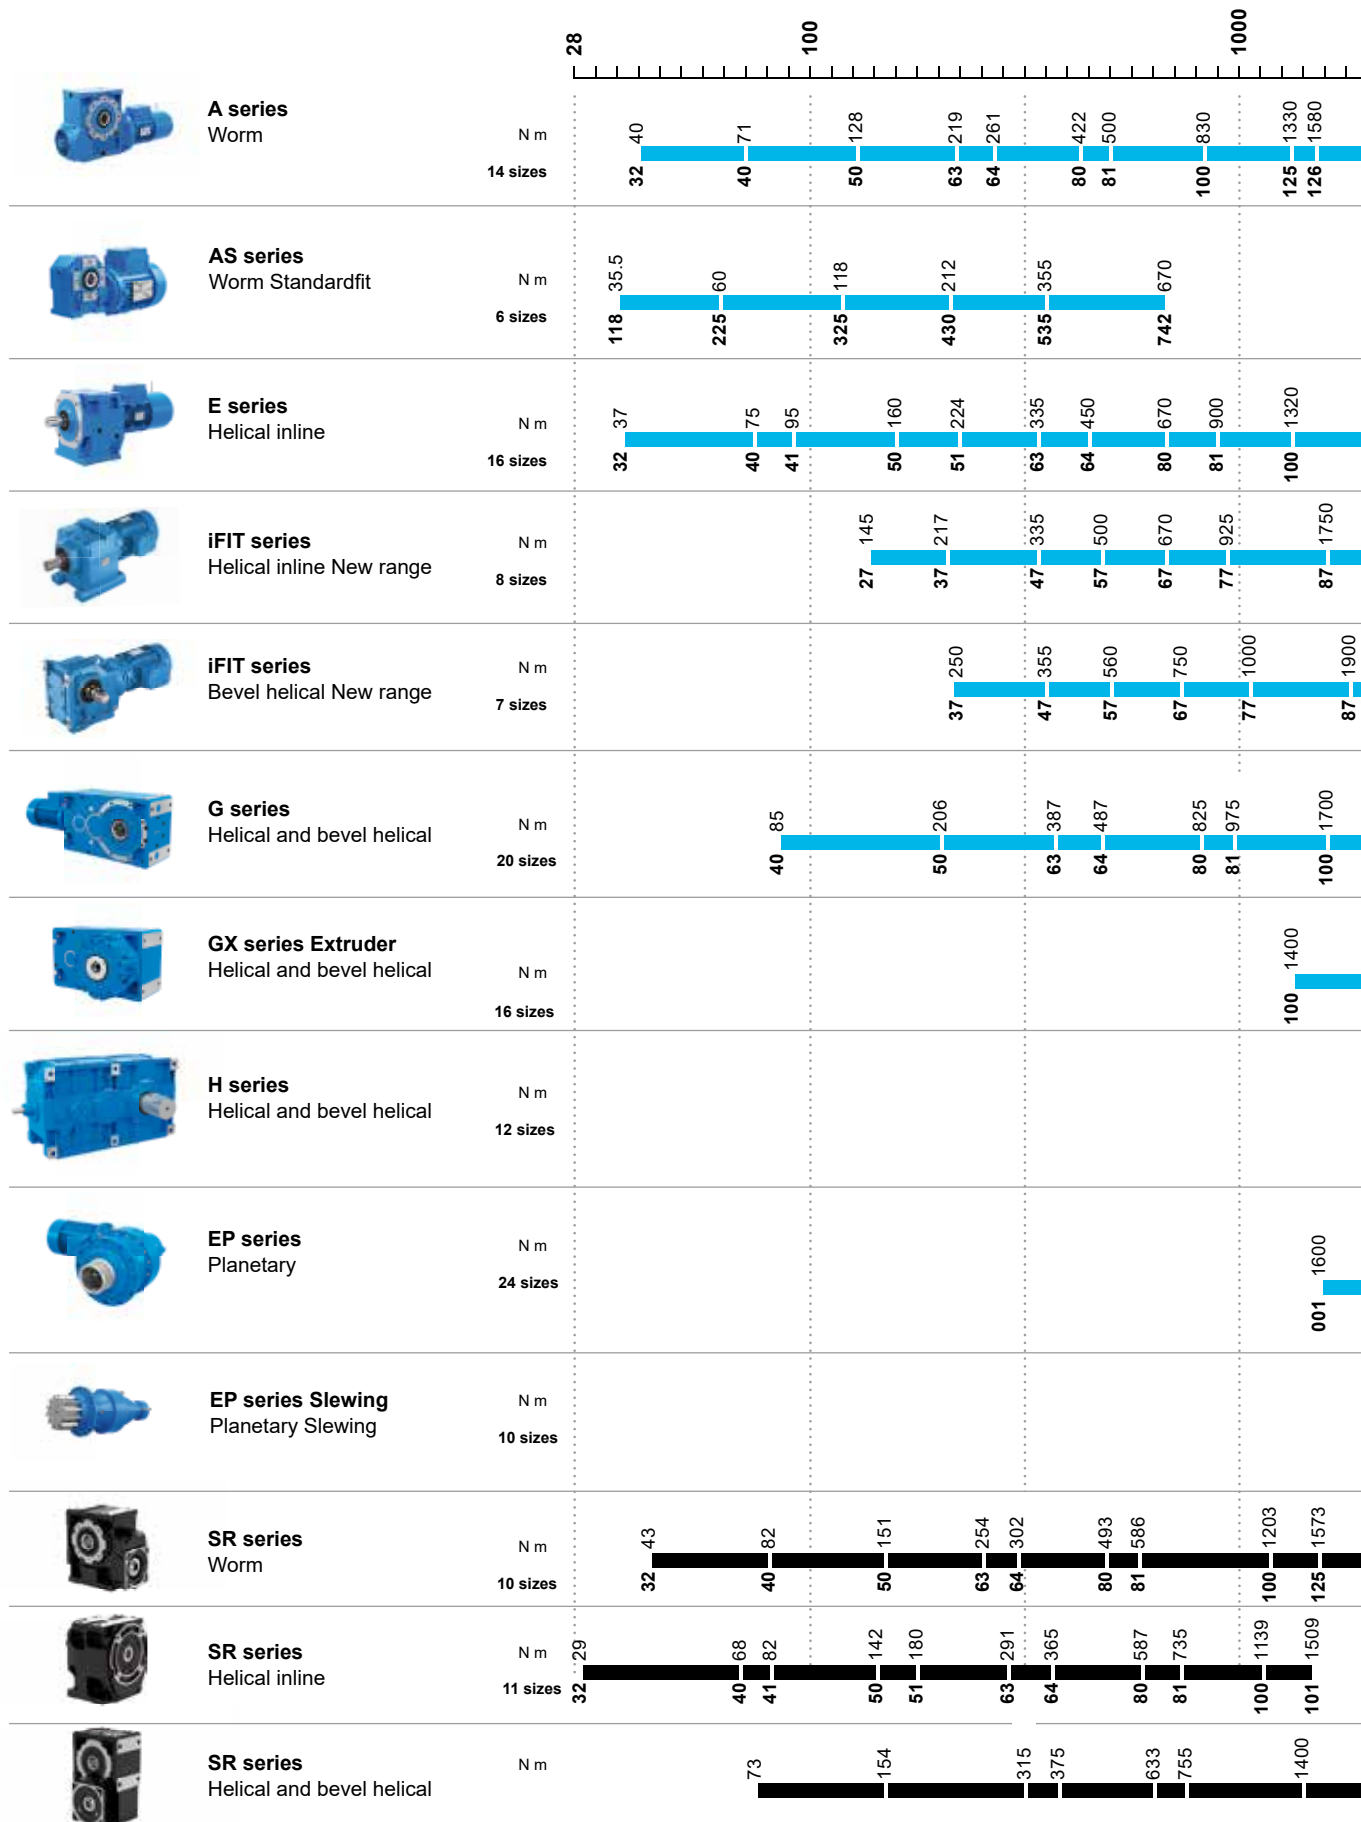 28 100 1000
A series
Worm
N m
14 sizes
40 71 128 219 261 422 500 830 1330 1580
32 40 50 63 64 80 81 100 125 126
AS series
Worm Standardfit
N m
6 sizes
35.5 60 118 212 355 670
118 225 325 430 535 742
E series
Helical inline
N m
16 sizes
37 75 95 160 224 335 450 670 900 1320
32 40 41 50 51 63 64 80 81 100
iFIT series
Helical inline New range
N m
8 sizes
145 217 335 500 670 925 1750
27 37 47 57 67 77 87
iFIT series
Bevel helical New range
N m
7 sizes
250 355 560 750 1000 1900
37 47 57 67 77 87
G series
Helical and bevel helical
N m
20 sizes
85 206 387 487 825 975 1700
40 50 63 64 80 81 100
GX series Extruder
Helical and bevel helical
N m
16 sizes
1400
100
H series
Helical and bevel helical
N m
12 sizes
EP series
Planetary
N m
24 sizes
1600
001
EP series Slewing
Planetary Slewing
N m
10 sizes
SR series
Worm
N m
10 sizes
43 82 151 254 302 493 586 1203 1573
32 40 50 63 64 80 81 100 125
SR series
Helical inline
N m
11 sizes
29 68 82 142 180 291 365 587 735 1139 1509
32 40 41 50 51 63 64 80 81 100 101
SR series
Helical and bevel helical
N m
73 154 315 375 633 755 1400